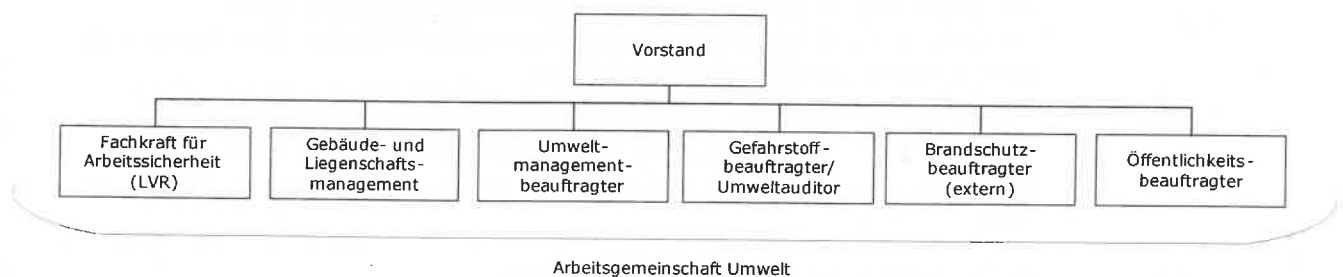 Vorstand
Fachkraft für
Arbeitssicherheit
(LVR)
Gebäude- und
Liegenschafts-
management
Umwelt-
management-
beauftragter
Gefahrstoff-
beauftragter/
Umweltauditor
Brandschutz-
beauftragter
(extern)
Öffentlichkeits-
beauftragter
Arbeitsgemeinschaft Umwelt